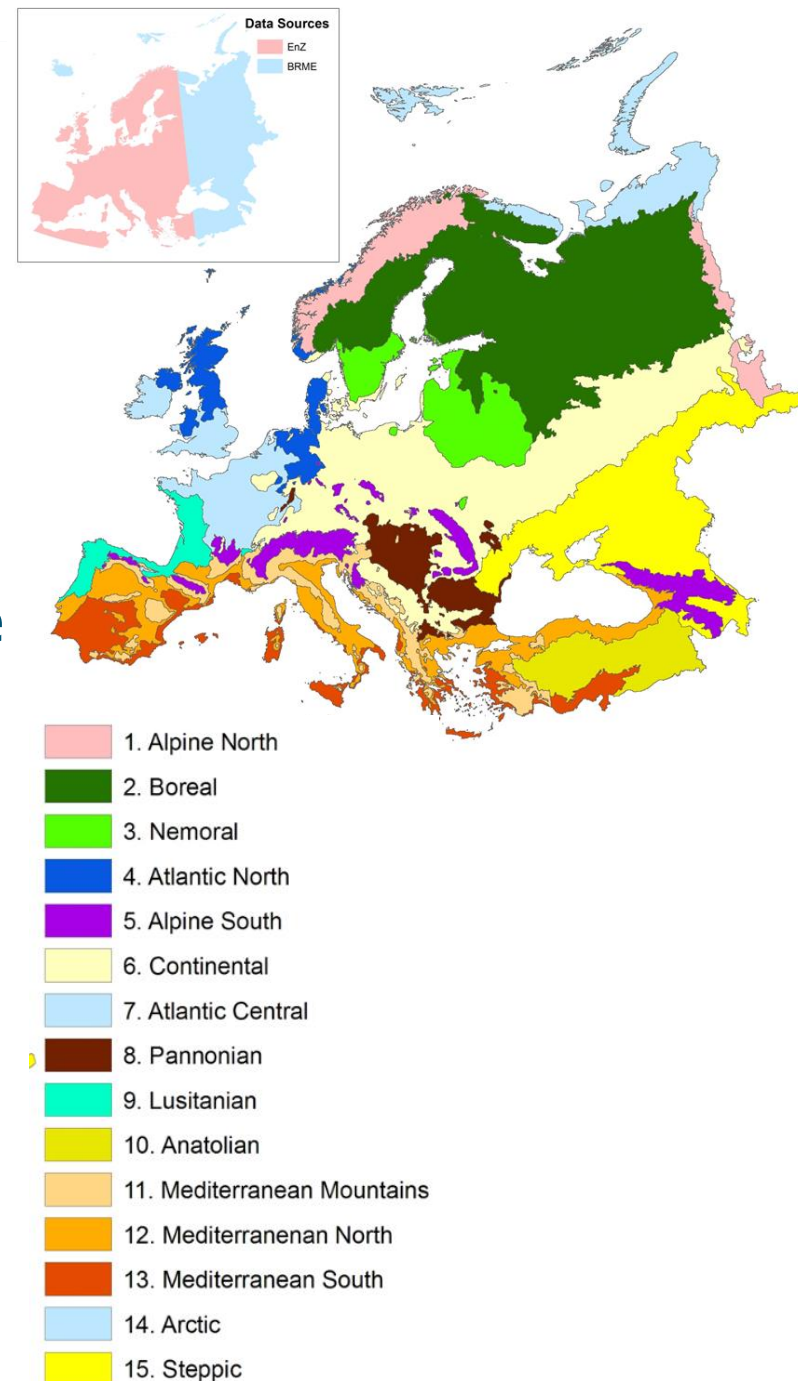 Data Sources
EnZ
BRME
e
1. Alpine North
2. Boreal
3. Nemoral
4. Atlantic North
5. Alpine South
6. Continental
7. Atlantic Central
8. Pannonian
9. Lusitanian
10. Anatolian
11. Mediterranean Mountains
12. Mediterranenan North
13. Mediterranean South
14. Arctic
15. Steppic